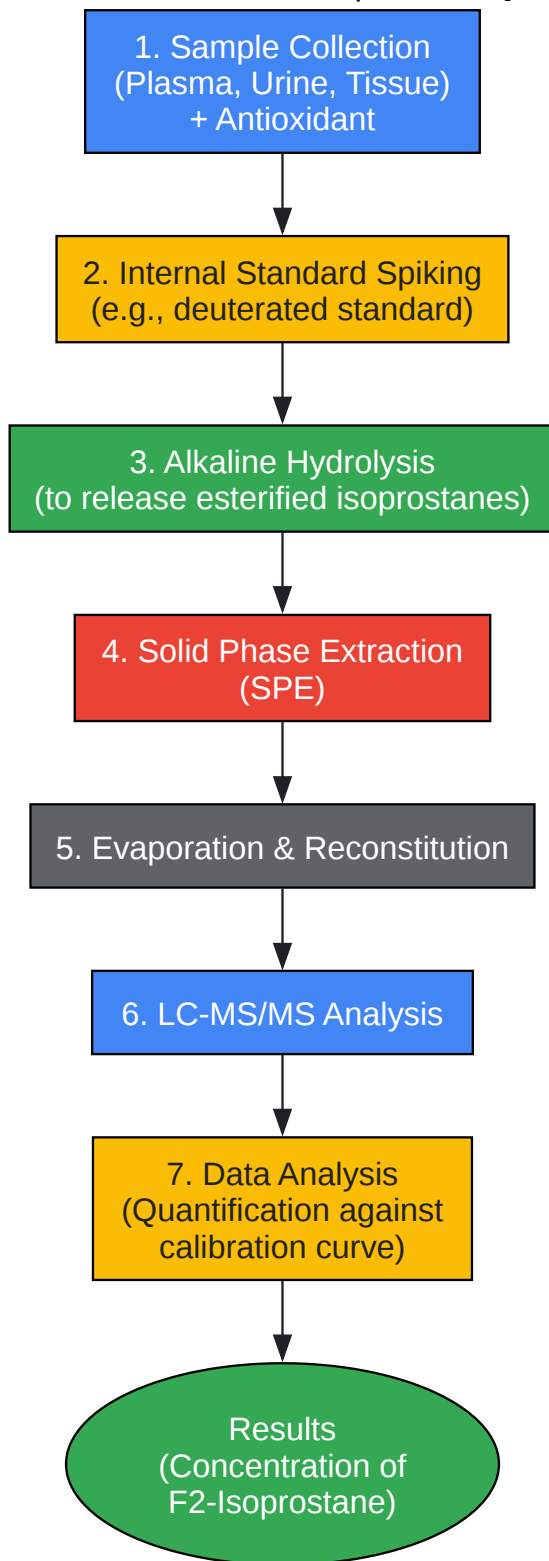 1. Sample Collection
(Plasma, Urine, Tissue)
+ Antioxidant
2. Internal Standard Spiking
(e.g., deuterated standard)
3. Alkaline Hydrolysis
(to release esterified isoprostanes)
4. Solid Phase Extraction
(SPE)
5. Evaporation & Reconstitution
6. LC-MS/MS Analysis
7. Data Analysis
(Quantification against
calibration curve)
Results
(Concentration of
F2-Isoprostane)